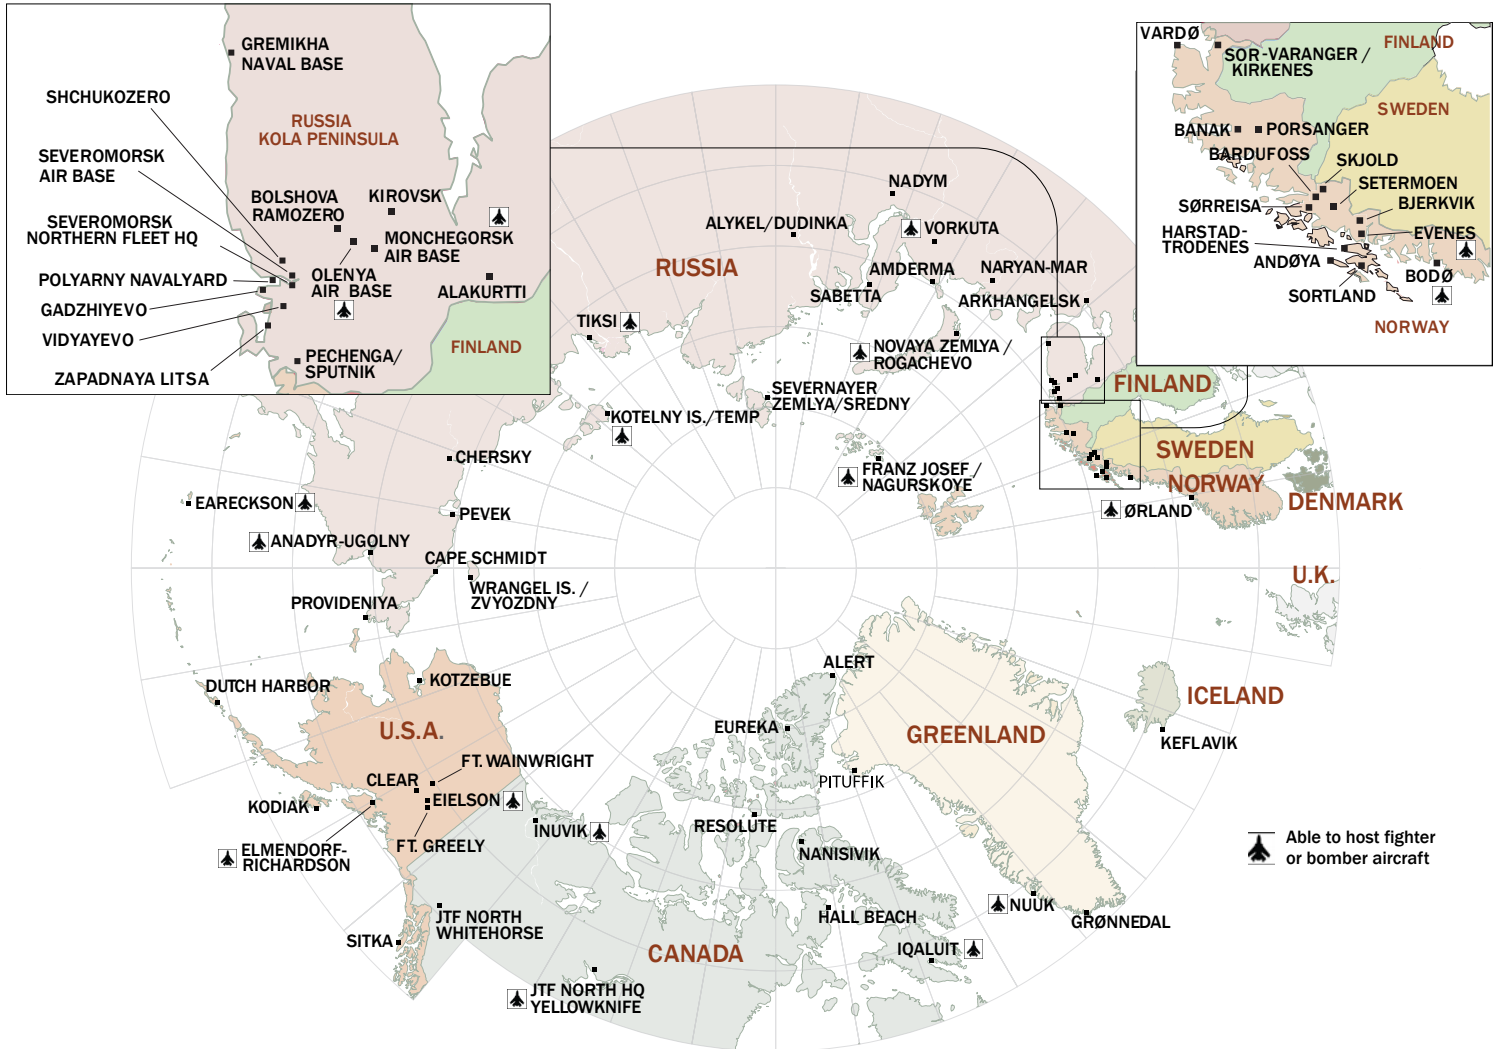 GREMIKHA
NAVAL BASE
SHCHUKOZERO
RUSSIA
KOLA PENINSULA
SEVEROMORSK
AIR BASE
BOLSHOVA
RAMOZERO
KIROVSK
SEVEROMORSK
NORTHERN FLEET HQ
MONCHEGORSK
AIR BASE
POLYARNY NAVALYARD
OLENYA
AIR BASE
ALAKURTTI
GADZHIYEVO
VIDYAYEVO
FINLAND
PECHENGA/
SPUTNIK
ZAPADNAYA LITSA
VARDØ
SOR-VARANGER /
KIRKENES
FINLAND
SWEDEN
BANAK
PORSANGER
BARDUFOSS
SKJOLD
SETERMOEN
SØRREISA
BJERKVIK
HARSTAD-
TRODENES
EVENES
ANDØYA
BODØ
SORTLAND
NORWAY
NADYM
ALYKEL/DUDINKA
VORKUTA
RUSSIA
AMDERMA
NARYAN-MAR
SABETTA
ARKHANGELSK
TIKSI
NOVAYA ZEMLYA /
ROGACHEVO
SEVERNAYER
ZEMLYA/SREDNY
KOTELNY IS./TEMP
FINLAND
SWEDEN
NORWAY
DENMARK
CHERSKY
FRANZ JOSEF /
NAGURSKOYE
EARECKSON
PEVEK
ØRLAND
ANADYR-UGOLNY
CAPE SCHMIDT
WRANGEL IS. /
ZVYOZDNY
U.K.
PROVIDENIYA
ALERT
KOTZEBUE
DUTCH HARBOR
ICELAND
U.S.A.
EUREKA
GREENLAND
KEFLAVIK
FT. WAINWRIGHT
CLEAR
PITUFFIK
EIELSON
KODIAK
RESOLUTE
INUVIK
FT. GREELY
ELMENDORF-
RICHARDSON
NANISIVIK
Able to host fighter
or bomber aircraft
NUUK
GRØNNEDAL
JTF NORTH
WHITEHORSE
HALL BEACH
SITKA
CANADA
IQALUIT
JTF NORTH HQ
YELLOWKNIFE